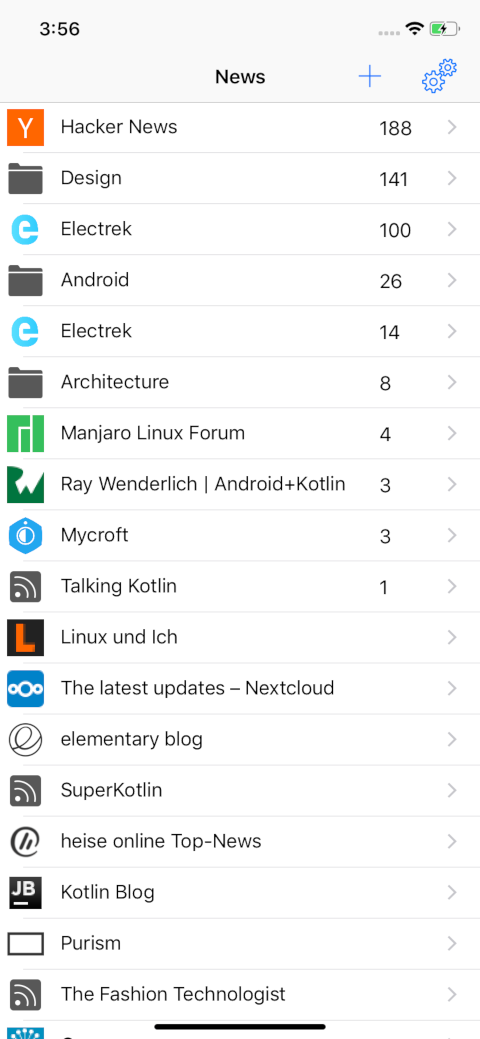 3:56
News
Hacker News 188
Design 141
Electrek 100
Android 26
Electrek 14
Architecture 8
Manjaro Linux Forum 4
Ray Wenderlich | Android+Kotlin 3
Mycroft 3
Talking Kotlin 1
Linux und Ich
The latest updates – Nextcloud
elementary blog
SuperKotlin
heise online Top-News
JB Kotlin Blog
Purism
The Fashion Technologist